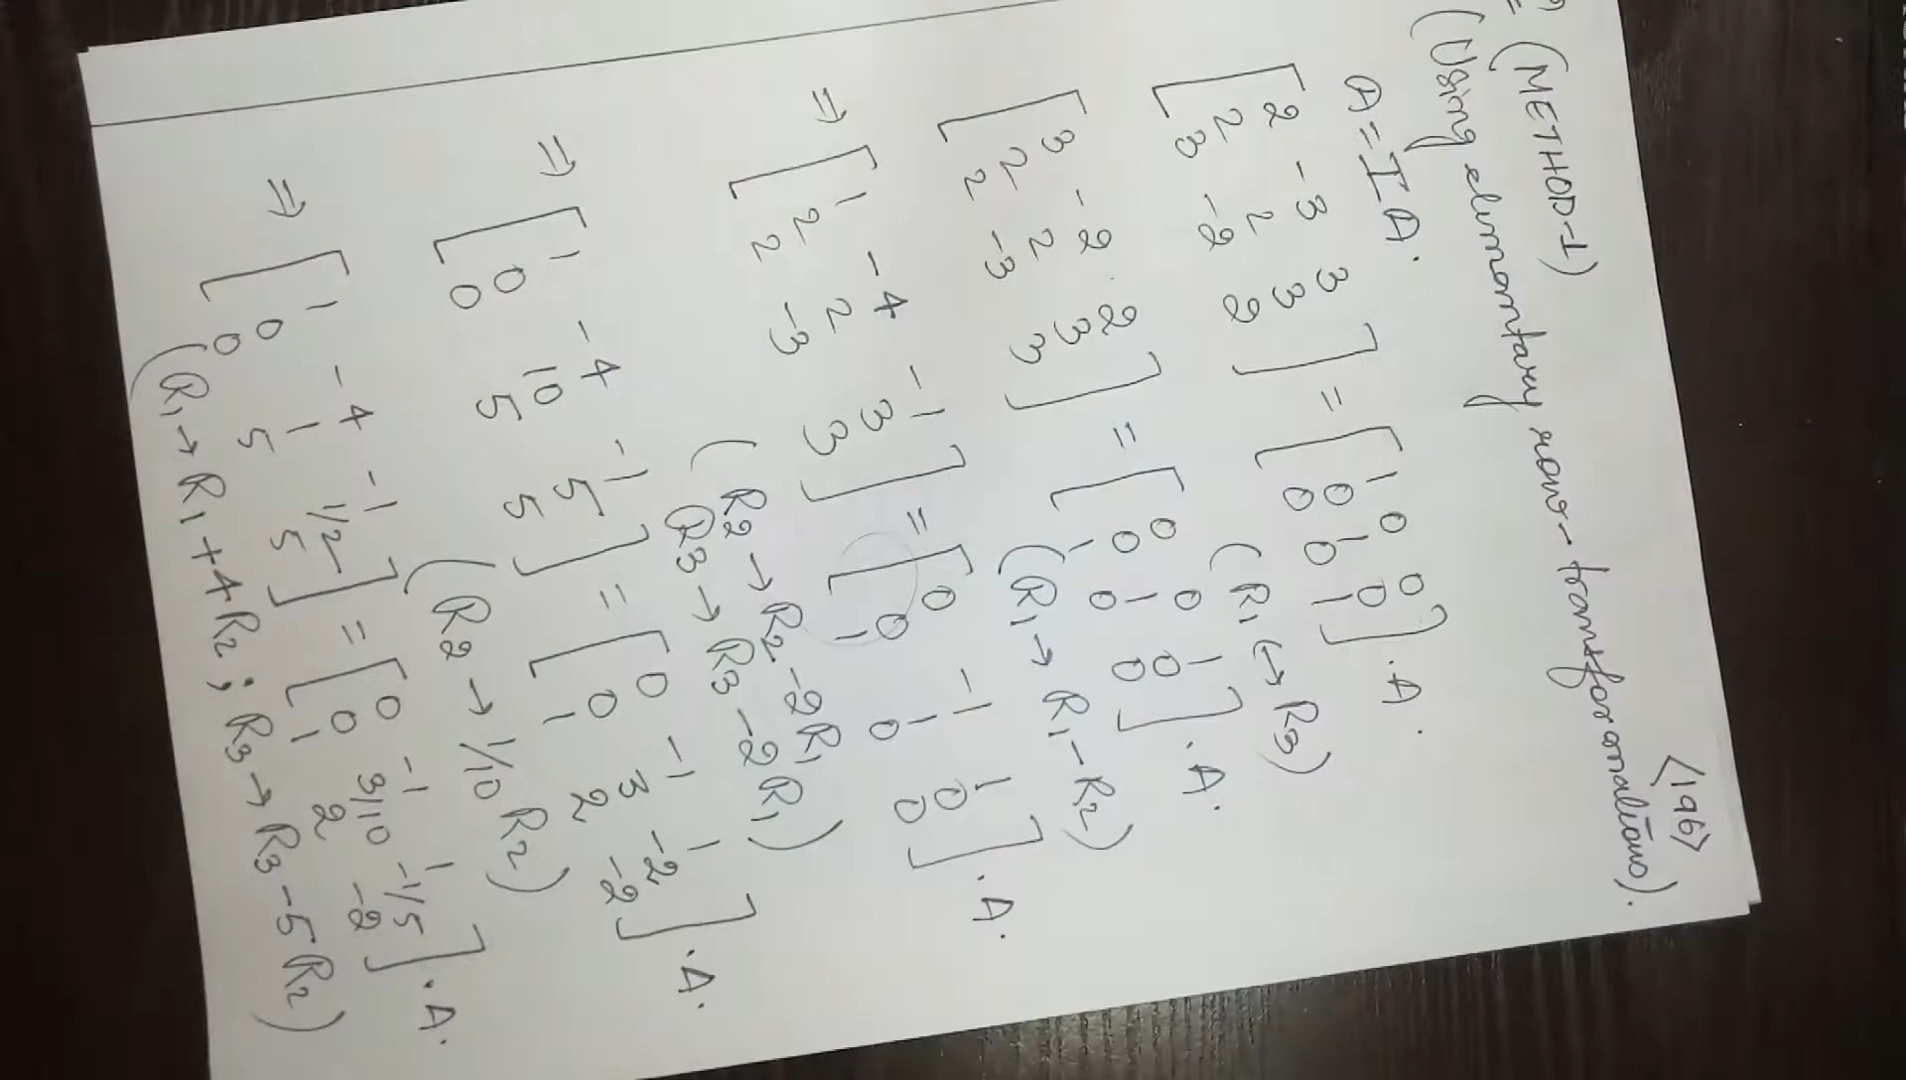 <196>
(METHOD-1)
(Using elementary row-transformations).
A = IA.
[2 -3 3
2 2 3
3 -2 2] = [1 0 0
0 1 0
0 0 1] .A.
(R1 ↔ R3)
[3 -2 2
2 2 3
2 -3 3] = [0 0 1
0 1 0
1 0 0] .A.
(R1 → R1 - R2)
⇒ [1 -4 -1
2 2 3
2 -3 3] = [0 -1 1
0 1 0
1 0 0] .A.
(R2 → R2 - 2R1
R3 → R3 - 2R1)
⇒ [1 -4 -1
0 10 5
0 5 5] = [0 -1 1
0 3 -2
1 2 -2] .A.
(R2 → 1/10 R2)
⇒ [1 -4 -1
0 1 1/2
0 5 5] = [0 -1 1
0 3/10 -1/5
1 2 -2] .A.
(R1 → R1 + 4R2 ; R3 → R3 - 5R2)